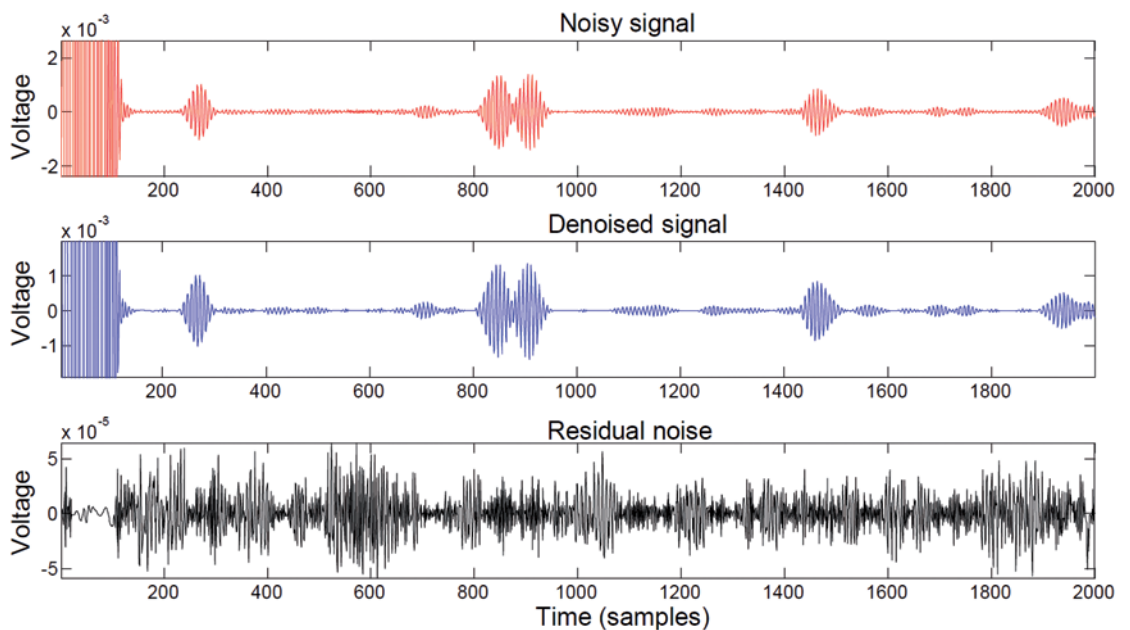 Noisy signal
x 10⁻³
Voltage
2
0
-2
200 400 600 800 1000 1200 1400 1600 1800 2000
Denoised signal
x 10⁻³
Voltage
1
0
-1
200 400 600 800 1000 1200 1400 1600 1800
Residual noise
x 10⁻⁵
Voltage
5
0
-5
200 400 600 800 1000 1200 1400 1600 1800 2000
Time (samples)